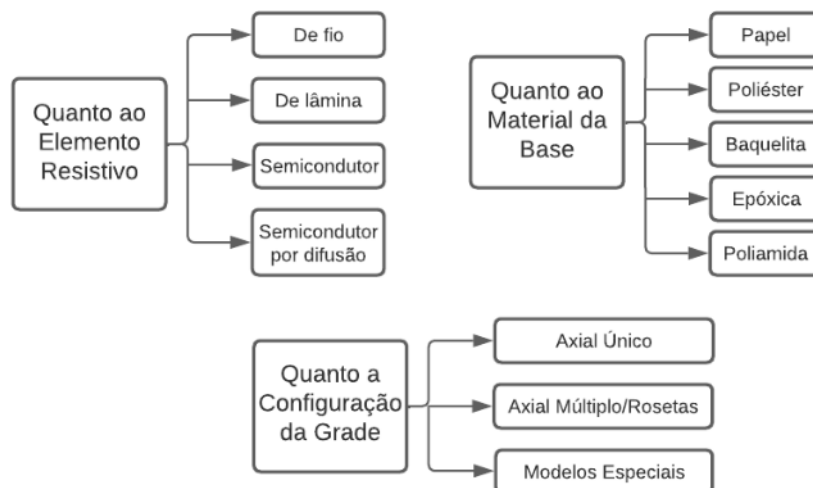 Quanto ao
Elemento
Resistivo
De fio
De lâmina
Semicondutor
Semicondutor
por difusão
Quanto ao
Material da
Base
Papel
Poliéster
Baquelita
Epóxica
Poliamida
Quanto a
Configuração
da Grade
Axial Único
Axial Múltiplo/Rosetas
Modelos Especiais